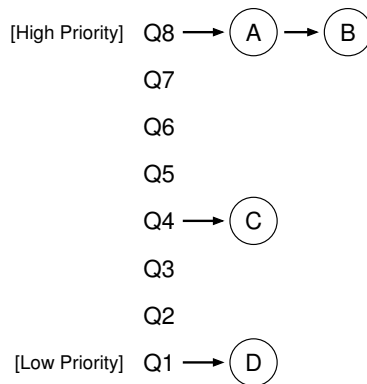 [High Priority] Q8 A B
Q7
Q6
Q5
Q4 C
Q3
Q2
[Low Priority] Q1 D